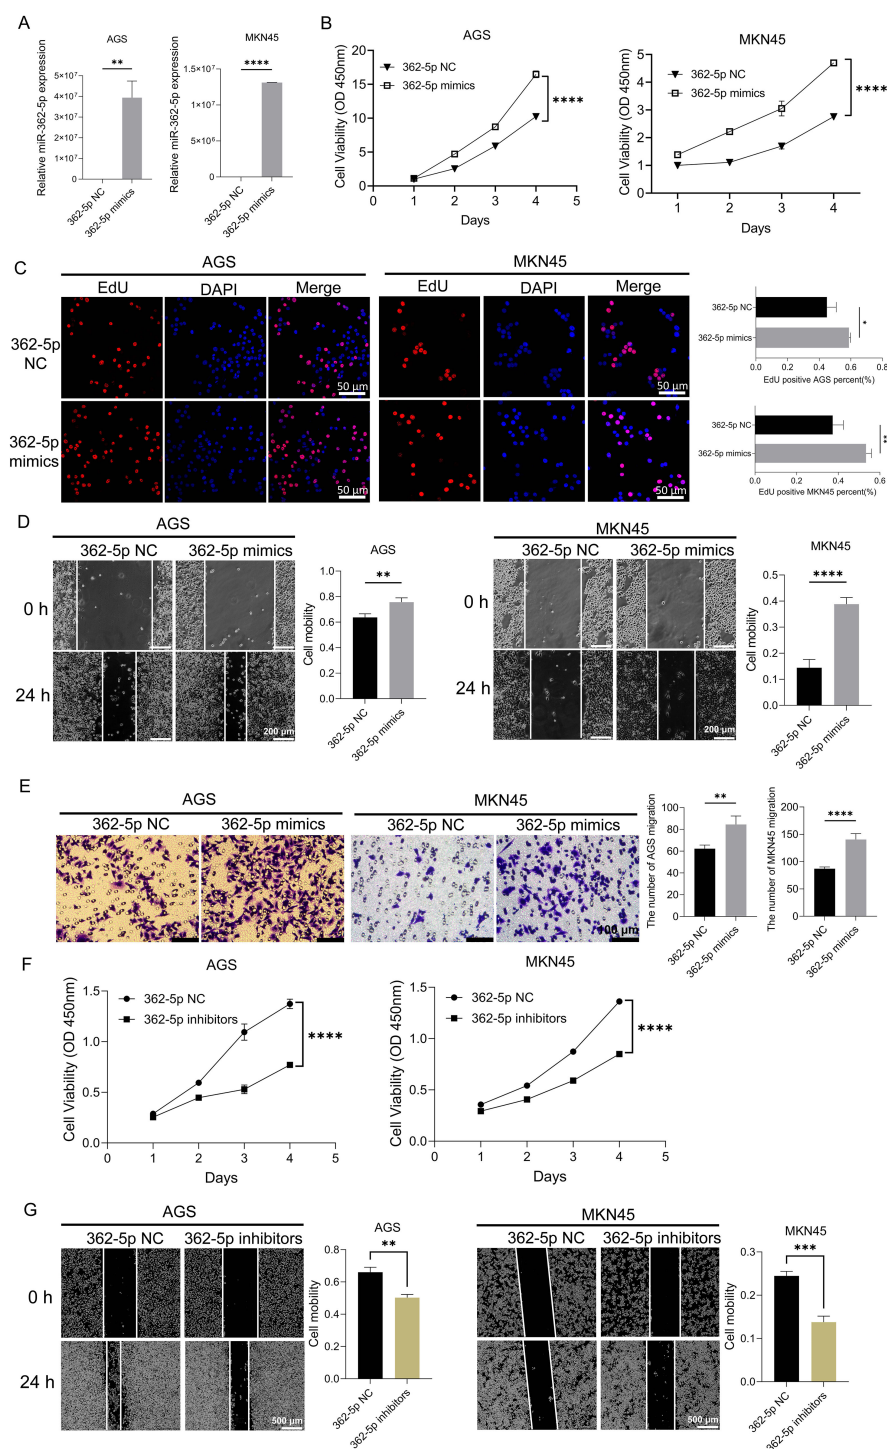 A
AGS
**
Relative miR-362-5p expression
5×10⁷
4×10⁷
3×10⁷
2×10⁷
1×10⁷
0
362-5p NC
362-5p mimics
MKN45
****
Relative miR-362-5p expression
1.5×10⁷
1.0×10⁷
5×10⁶
0
362-5p NC
362-5p mimics
B
AGS
362-5p NC
362-5p mimics
****
Cell Viability (OD 450nm)
20
15
10
5
0
0 1 2 3 4 5
Days
MKN45
362-5p NC
362-5p mimics
****
Cell Viability (OD 450nm)
5
4
3
2
1
0
1 2 3 4
Days
C
AGS
MKN45
EdU DAPI Merge
EdU DAPI Merge
362-5p NC
50 μm
50 μm
362-5p mimics
50 μm
50 μm
362-5p NC
362-5p mimics
*
0.0 0.2 0.4 0.6 0.8
EdU positive AGS percent(%)
362-5p NC
362-5p mimics
**
0.0 0.2 0.4 0.6
EdU positive MKN45 percent(%)
D
AGS
362-5p NC 362-5p mimics
0 h
24 h
200 μm
AGS
**
Cell mobility
1.0
0.8
0.6
0.4
0.2
0.0
362-5p NC
362-5p mimics
MKN45
362-5p NC 362-5p mimics
0 h
24 h
200 μm
MKN45
****
Cell mobility
0.5
0.4
0.3
0.2
0.1
0.0
362-5p NC
362-5p mimics
E
AGS
362-5p NC 362-5p mimics
MKN45
362-5p NC 362-5p mimics
100 μm
**
The number of AGS migration
100
80
60
40
20
0
362-5p NC
362-5p mimics
****
The number of MKN45 migration
200
150
100
50
0
362-5p NC
362-5p mimics
F
AGS
362-5p NC
362-5p inhibitors
****
Cell Viability (OD 450nm)
1.5
1.0
0.5
0.0
0 1 2 3 4 5
Days
MKN45
362-5p NC
362-5p inhibitors
****
Cell Viability (OD 450nm)
1.5
1.0
0.5
0.0
0 1 2 3 4 5
Days
G
AGS
362-5p NC 362-5p inhibitors
0 h
24 h
500 μm
AGS
**
Cell mobility
0.8
0.6
0.4
0.2
0.0
362-5p NC
362-5p inhibitors
MKN45
362-5p NC 362-5p inhibitors
0 h
24 h
500 μm
MKN45
***
Cell mobility
0.3
0.2
0.1
0.0
362-5p NC
362-5p inhibitors